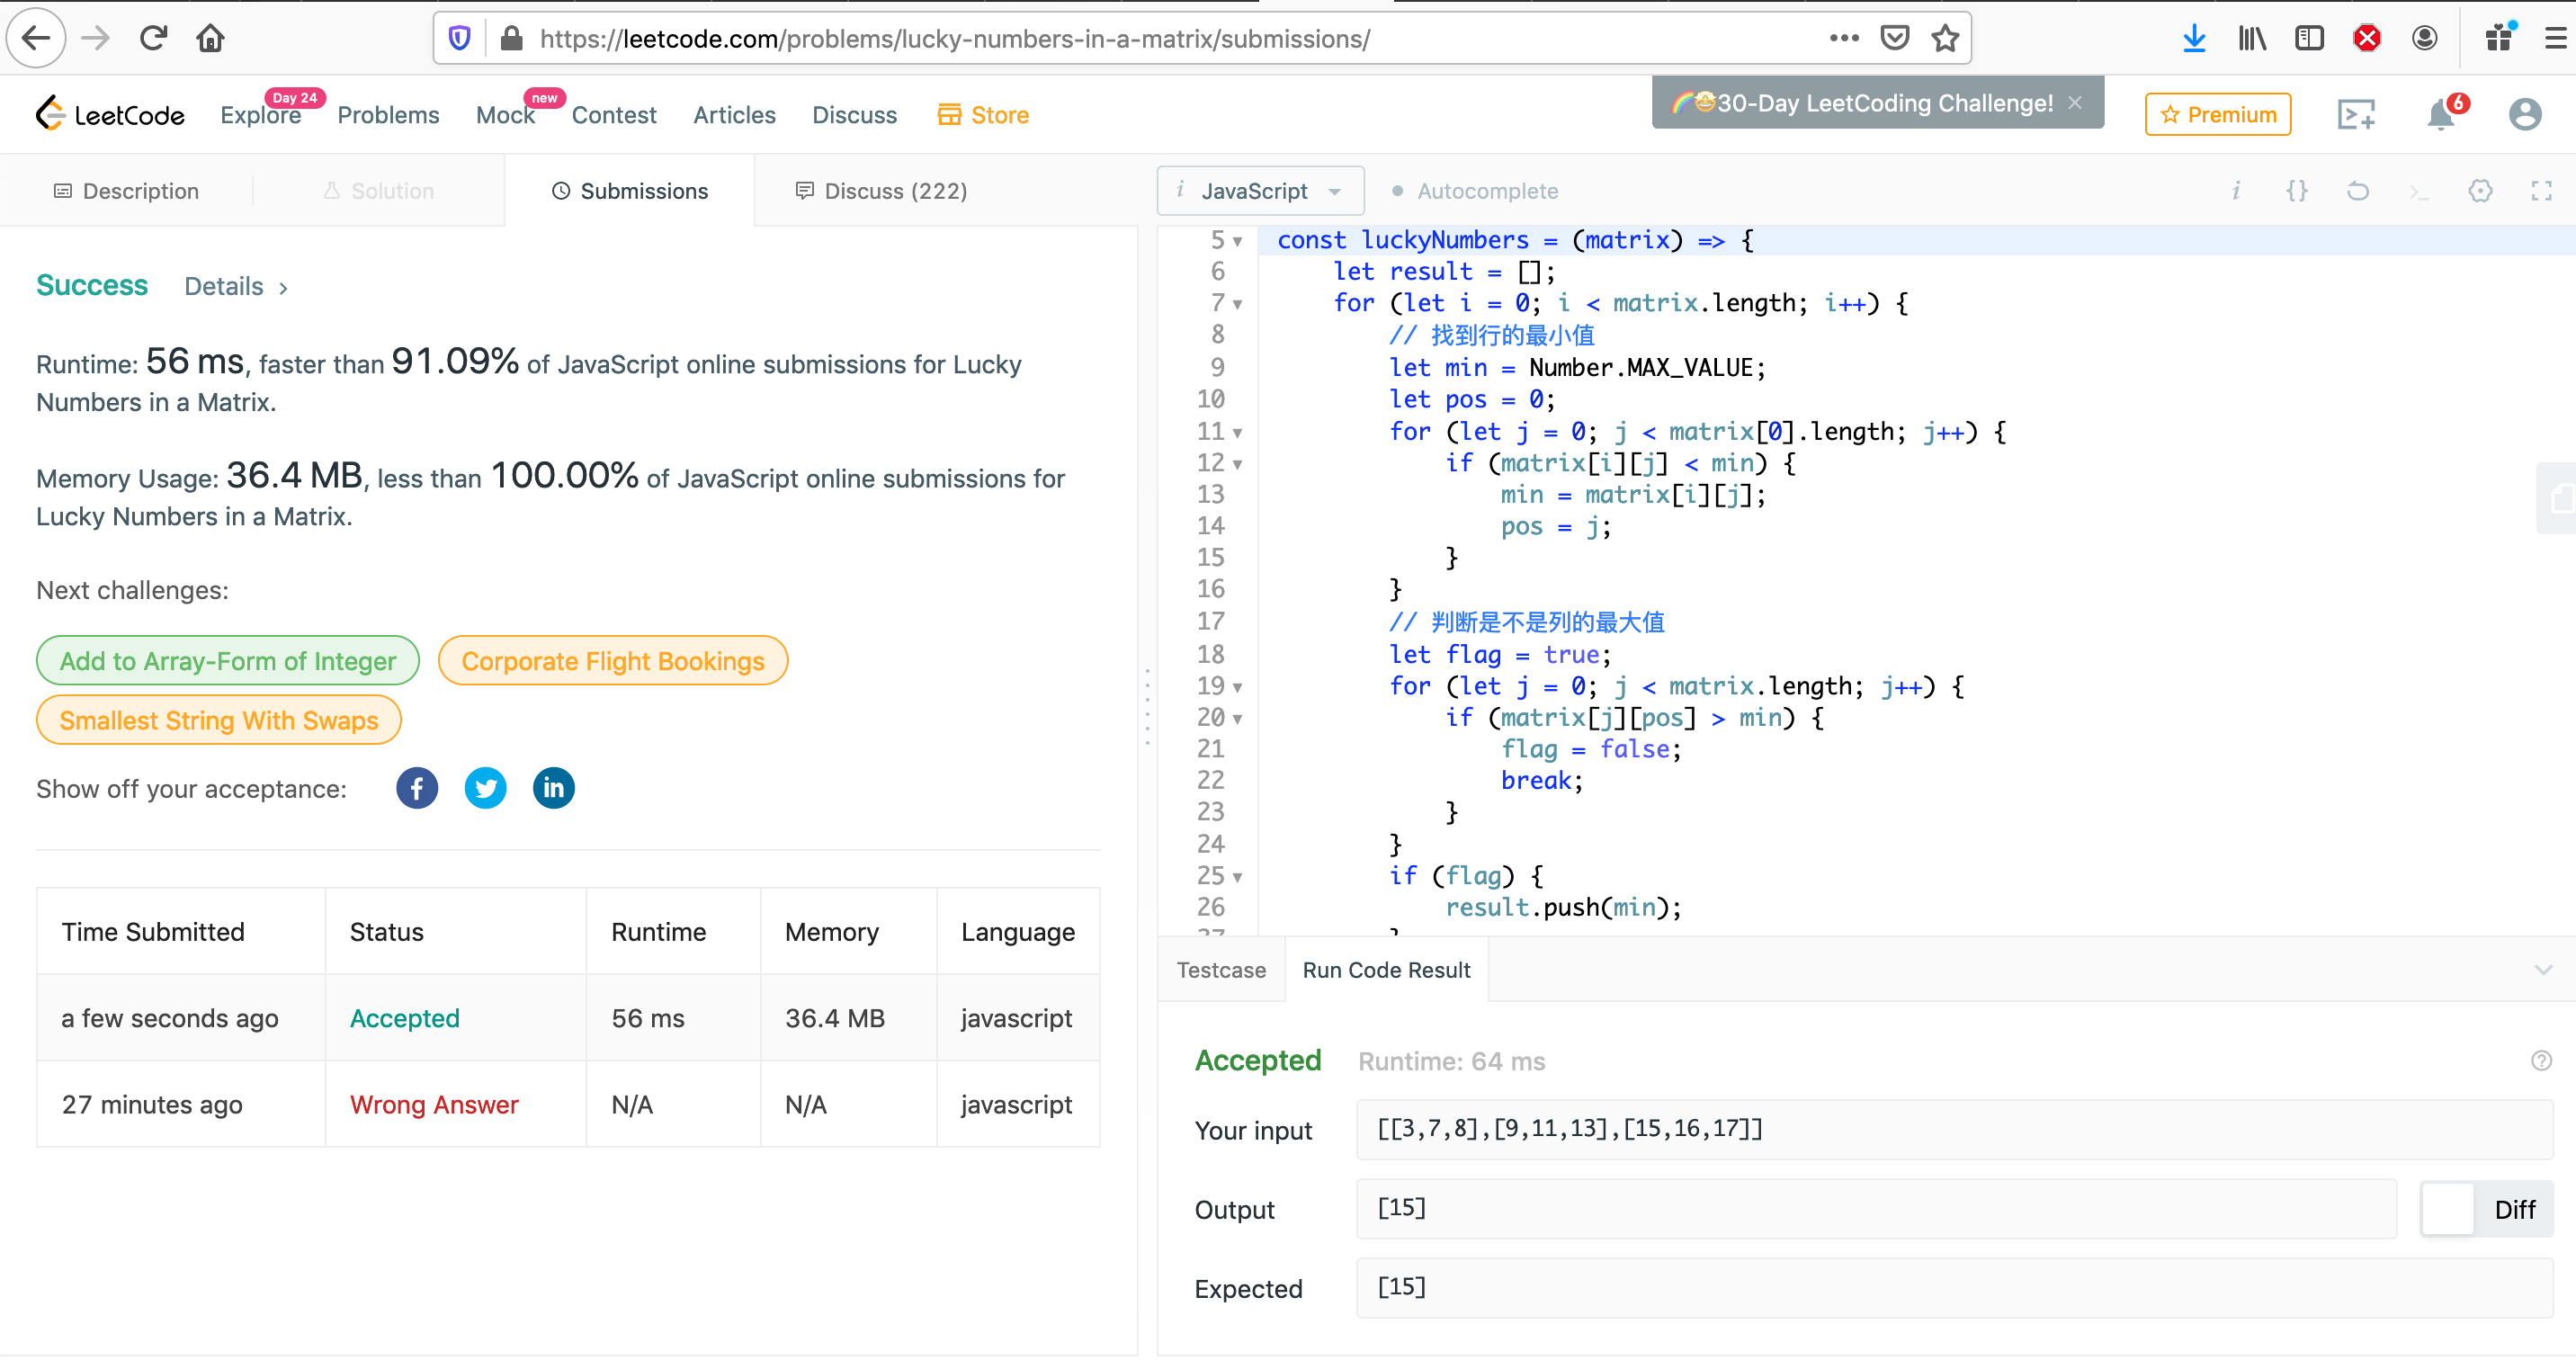 https://leetcode.com/problems/lucky-numbers-in-a-matrix/submissions/
LeetCode
Explore
Day 24
Problems
Mock
new
Contest
Articles
Discuss
Store
🌈🤩30-Day LeetCoding Challenge! ×
Premium
6
Description
Solution
Submissions
Discuss (222)
Success
Details >
Runtime: 56 ms, faster than 91.09% of JavaScript online submissions for Lucky
Numbers in a Matrix.
Memory Usage: 36.4 MB, less than 100.00% of JavaScript online submissions for
Lucky Numbers in a Matrix.
Next challenges:
Add to Array-Form of Integer
Corporate Flight Bookings
Smallest String With Swaps
Show off your acceptance:
Time Submitted Status Runtime Memory Language
a few seconds ago Accepted 56 ms 36.4 MB javascript
27 minutes ago Wrong Answer N/A N/A javascript
i JavaScript
Autocomplete
5 const luckyNumbers = (matrix) => {
6 let result = [];
7 for (let i = 0; i < matrix.length; i++) {
8 // 找到行的最小值
9 let min = Number.MAX_VALUE;
10 let pos = 0;
11 for (let j = 0; j < matrix[0].length; j++) {
12 if (matrix[i][j] < min) {
13 min = matrix[i][j];
14 pos = j;
15 }
16 }
17 // 判断是不是列的最大值
18 let flag = true;
19 for (let j = 0; j < matrix.length; j++) {
20 if (matrix[j][pos] > min) {
21 flag = false;
22 break;
23 }
24 }
25 if (flag) {
26 result.push(min);
Testcase
Run Code Result
Accepted
Runtime: 64 ms
Your input
[[3,7,8],[9,11,13],[15,16,17]]
Output
[15]
Diff
Expected
[15]